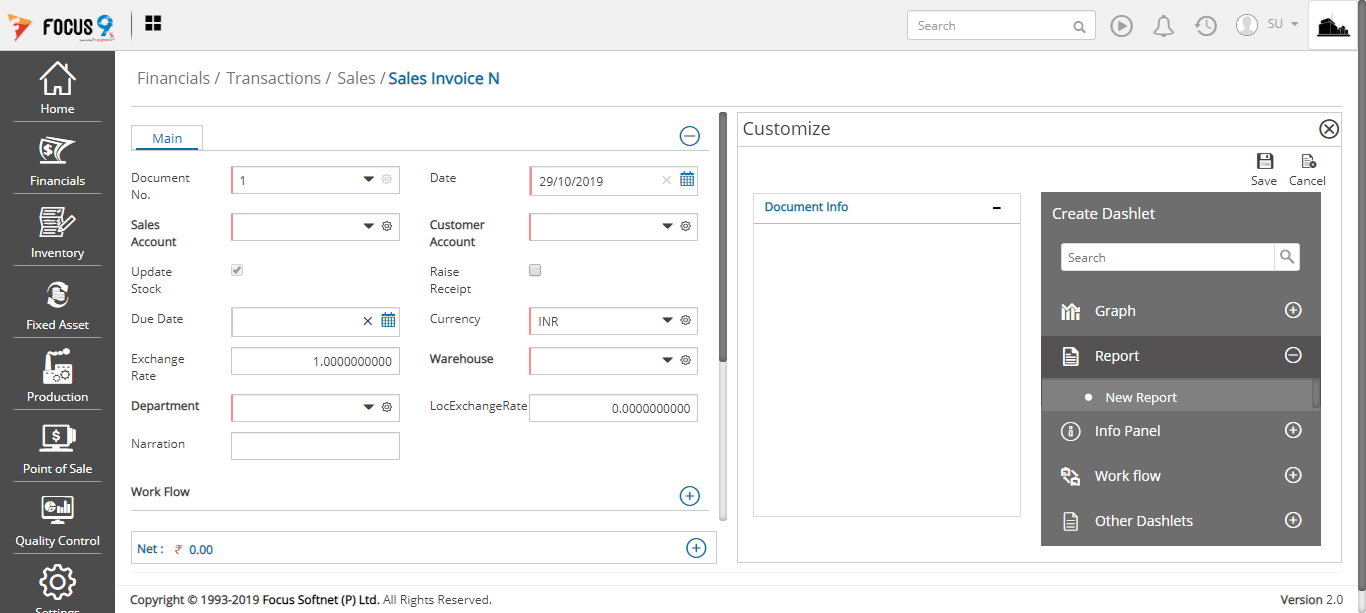 FOCUS 9
Search
SU
Home
Financials
Inventory
Fixed Asset
Production
Point of Sale
Quality Control
Settings
Financials / Transactions / Sales / Sales Invoice N
Main
Document No.
1
Date
29/10/2019
Sales Account
Customer Account
Update Stock
Raise Receipt
Due Date
Currency
INR
Exchange Rate
1.0000000000
Warehouse
Department
LocExchangeRate
0.0000000000
Narration
Work Flow
Net : ₹ 0.00
Customize
Save
Cancel
Document Info
Create Dashlet
Search
Graph
Report
New Report
Info Panel
Work flow
Other Dashlets
Copyright © 1993-2019 Focus Softnet (P) Ltd. All Rights Reserved.
Version 2.0